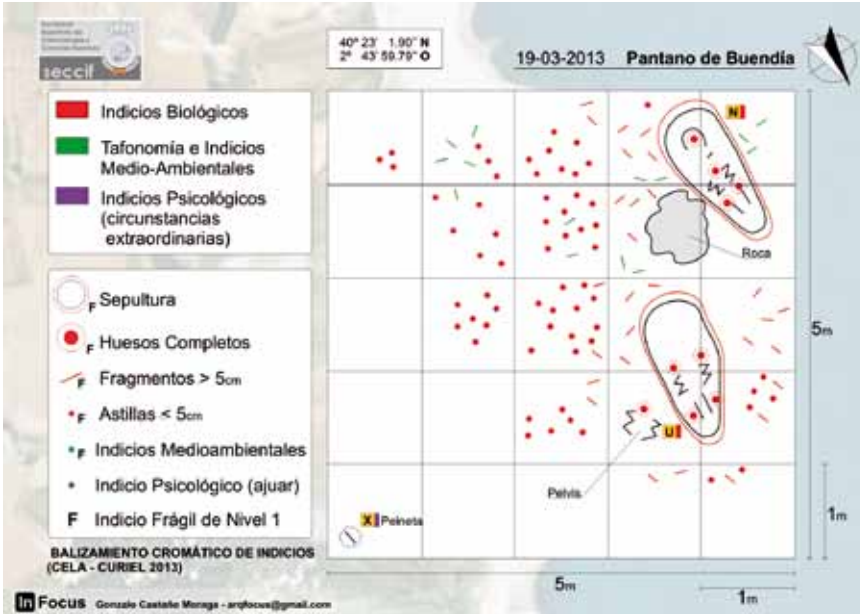 seccif
40º 23' 1.90'' N
2º 43' 59.79'' O
19-03-2013 Pantano de Buendía
Indicios Biológicos
Tafonomía e Indicios
Medio-Ambientales
Indicios Psicológicos
(circunstancias
extraordinarias)
F Sepultura
F Huesos Completos
F Fragmentos > 5cm
F Astillas < 5cm
F Indicios Medioambientales
Indicio Psicológico (ajuar)
F Indicio Frágil de Nivel 1
BALIZAMIENTO CROMÁTICO DE INDICIOS
(CELA - CURIEL 2013)
In Focus Gonzalo Castaño Moraga - arqfocus@gmail.com
N
Roca
U
Pelvis
X Peineta
5m
1m
5m
1m